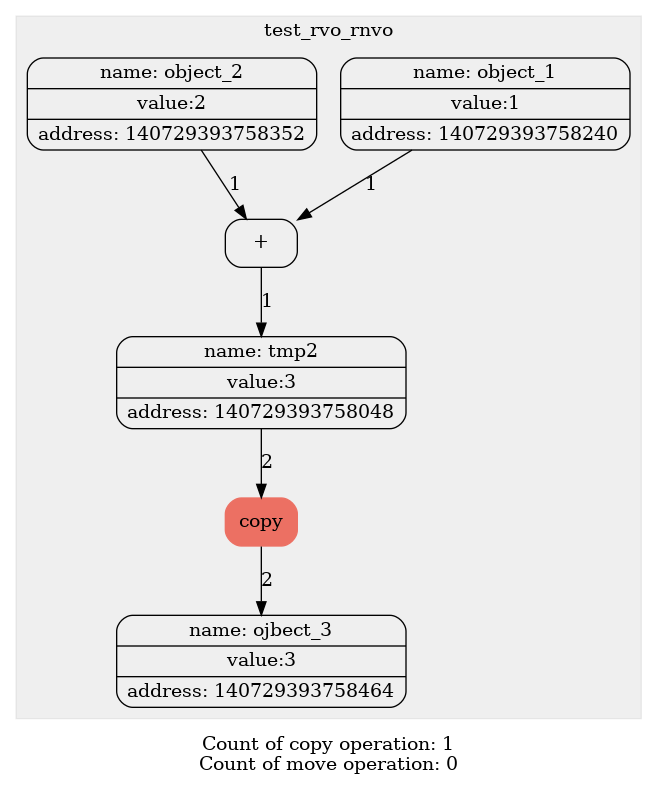 test_rvo_rnvo
name: object_2
value:2
address: 140729393758352
name: object_1
value:1
address: 140729393758240
1
1
+
1
name: tmp2
value:3
address: 140729393758048
2
copy
2
name: ojbect_3
value:3
address: 140729393758464
Count of copy operation: 1
Count of move operation: 0